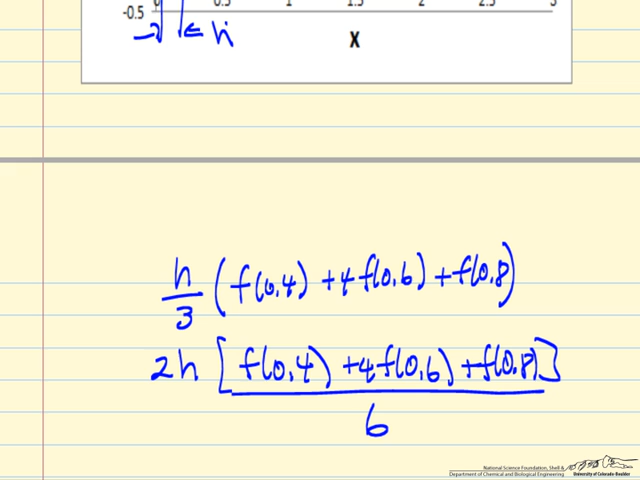 -0.5 0 0.5 1 1.5 2 2.5 3
→ ← h
X
h/3 (f(0.4) +4f(0.6) +f(0.8))
2h [f(0.4) +4f(0.6) +f(0.8)]
6
National Science Foundation, Shell &
Department of Chemical and Biological Engineering University of Colorado Boulder